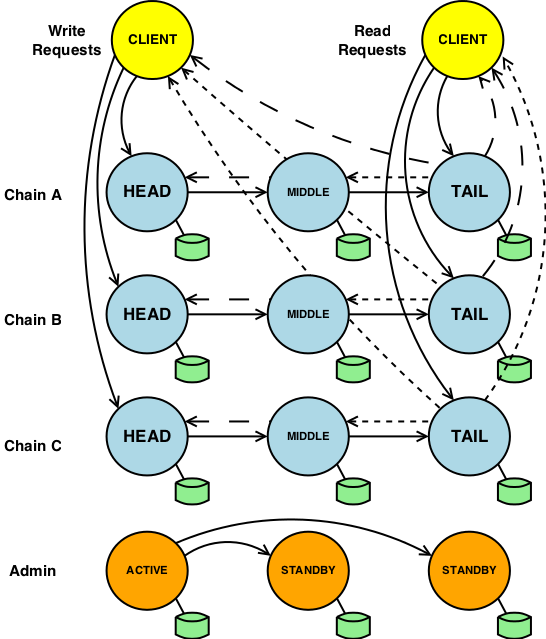 Write
Requests
CLIENT
Read
Requests
CLIENT
Chain A
HEAD
MIDDLE
TAIL
Chain B
HEAD
MIDDLE
TAIL
Chain C
HEAD
MIDDLE
TAIL
Admin
ACTIVE
STANDBY
STANDBY